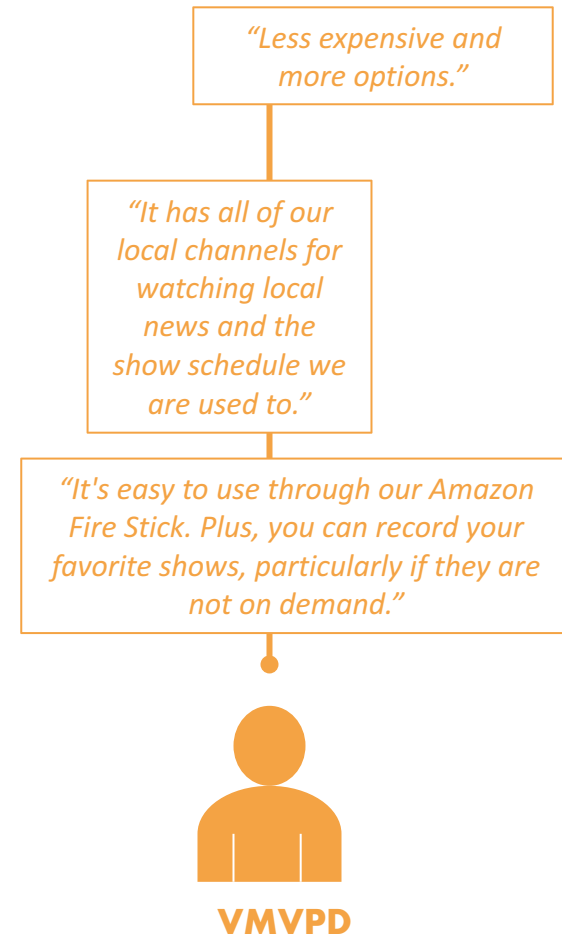 “Less expensive and
more options.”
“It has all of our
local channels for
watching local
news and the
show schedule we
are used to.”
“It's easy to use through our Amazon
Fire Stick. Plus, you can record your
favorite shows, particularly if they are
not on demand.”
VMVPD